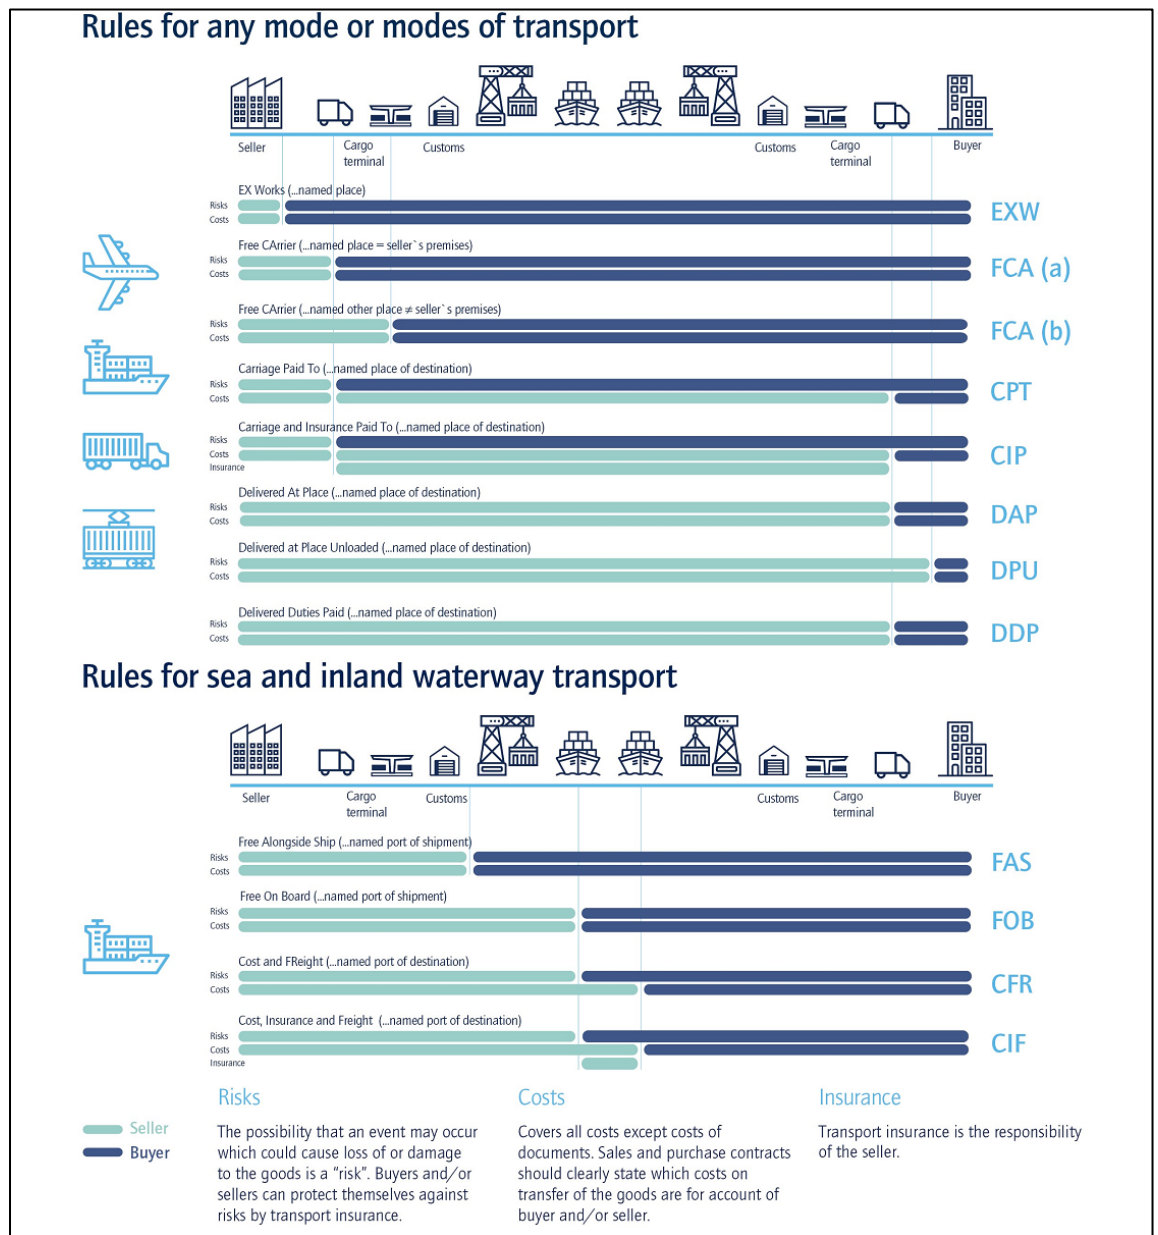 Rules for any mode or modes of transport
Seller
Cargo
terminal
Customs
Customs
Cargo
terminal
Buyer
EX Works (...named place)
Risks
Costs
EXW
Free CArrier (...named place = seller`s premises)
Risks
Costs
FCA (a)
Free CArrier (...named other place ≠ seller`s premises)
Risks
Costs
FCA (b)
Carriage Paid To (...named place of destination)
Risks
Costs
CPT
Carriage and Insurance Paid To (...named place of destination)
Risks
Costs
Insurance
CIP
Delivered At Place (...named place of destination)
Risks
Costs
DAP
Delivered at Place Unloaded (...named place of destination)
Risks
Costs
DPU
Delivered Duties Paid (...named place of destination)
Risks
Costs
DDP
Rules for sea and inland waterway transport
Seller
Cargo
terminal
Customs
Customs
Cargo
terminal
Buyer
Free Alongside Ship (...named port of shipment)
Risks
Costs
FAS
Free On Board (...named port of shipment)
Risks
Costs
FOB
Cost and FReight (...named port of destination)
Risks
Costs
CFR
Cost, Insurance and Freight (...named port of destination)
Risks
Costs
Insurance
CIF
Seller
Buyer
Risks
The possibility that an event may occur
which could cause loss of or damage
to the goods is a “risk”. Buyers and/or
sellers can protect themselves against
risks by transport insurance.
Costs
Covers all costs except costs of
documents. Sales and purchase contracts
should clearly state which costs on
transfer of the goods are for account of
buyer and/or seller.
Insurance
Transport insurance is the responsibility
of the seller.